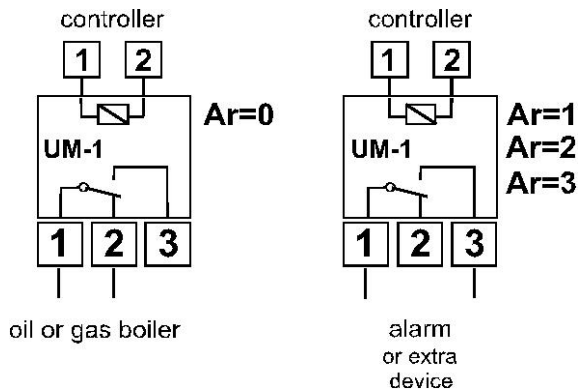 controller
1 2
UM-1
Ar=0
1 2 3
oil or gas boiler
controller
1 2
UM-1
Ar=1
Ar=2
Ar=3
1 2 3
alarm
or extra
device